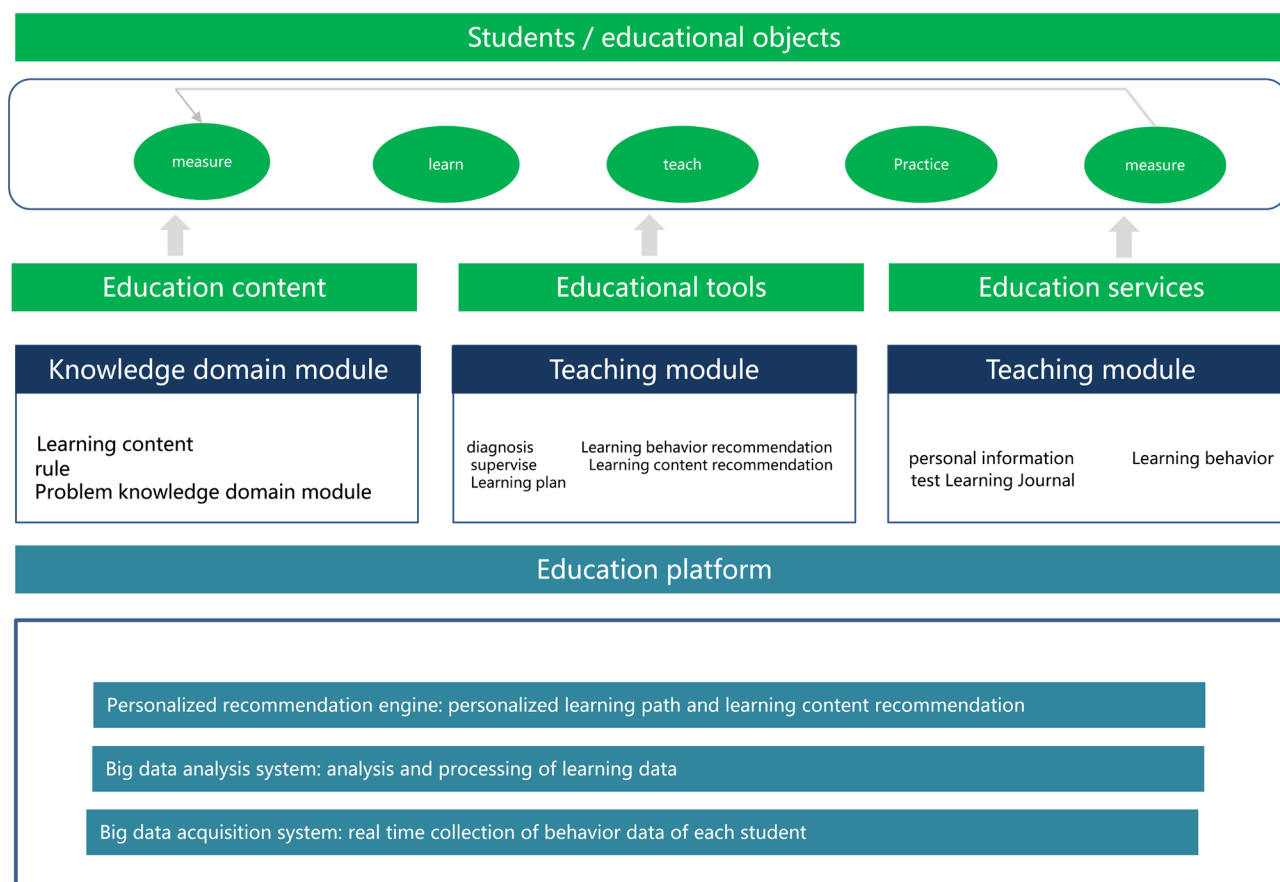 Students / educational objects
measure
learn
teach
Practice
measure
Education content
Educational tools
Education services
Knowledge domain module
Learning content
rule
Problem knowledge domain module
Teaching module
diagnosis
Learning behavior recommendation
supervise
Learning content recommendation
Learning plan
Teaching module
personal information
Learning behavior
test Learning Journal
Education platform
Personalized recommendation engine: personalized learning path and learning content recommendation
Big data analysis system: analysis and processing of learning data
Big data acquisition system: real time collection of behavior data of each student